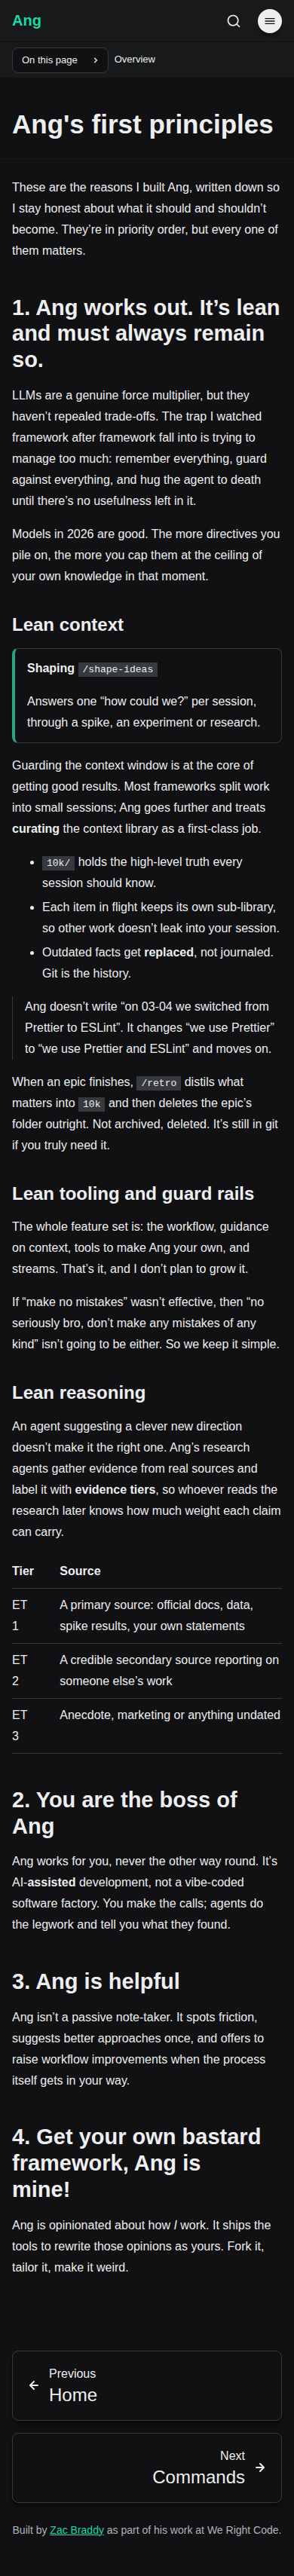 Ang
On this page
Overview
Ang's first principles
These are the reasons I built Ang, written down so
I stay honest about what it should and shouldn’t
become. They’re in priority order, but every one of
them matters.
1. Ang works out. It’s lean
and must always remain
so.
LLMs are a genuine force multiplier, but they
haven’t repealed trade-offs. The trap I watched
framework after framework fall into is trying to
manage too much: remember everything, guard
against everything, and hug the agent to death
until there’s no usefulness left in it.
Models in 2026 are good. The more directives you
pile on, the more you cap them at the ceiling of
your own knowledge in that moment.
Lean context
Shaping /shape-ideas
Answers one “how could we?” per session,
through a spike, an experiment or research.
Guarding the context window is at the core of
getting good results. Most frameworks split work
into small sessions; Ang goes further and treats
curating the context library as a first-class job.
• 10k/ holds the high-level truth every
session should know.
• Each item in flight keeps its own sub-library,
so other work doesn’t leak into your session.
• Outdated facts get replaced, not journaled.
Git is the history.
Ang doesn’t write “on 03-04 we switched from
Prettier to ESLint”. It changes “we use Prettier”
to “we use Prettier and ESLint” and moves on.
When an epic finishes, /retro distils what
matters into 10k and then deletes the epic’s
folder outright. Not archived, deleted. It’s still in git
if you truly need it.
Lean tooling and guard rails
The whole feature set is: the workflow, guidance
on context, tools to make Ang your own, and
streams. That’s it, and I don’t plan to grow it.
If “make no mistakes” wasn’t effective, then “no
seriously bro, don’t make any mistakes of any
kind” isn’t going to be either. So we keep it simple.
Lean reasoning
An agent suggesting a clever new direction
doesn’t make it the right one. Ang’s research
agents gather evidence from real sources and
label it with evidence tiers, so whoever reads the
research later knows how much weight each claim
can carry.
Tier Source
ET A primary source: official docs, data,
1 spike results, your own statements
ET A credible secondary source reporting on
2 someone else’s work
ET Anecdote, marketing or anything undated
3
2. You are the boss of
Ang
Ang works for you, never the other way round. It’s
AI-assisted development, not a vibe-coded
software factory. You make the calls; agents do
the legwork and tell you what they found.
3. Ang is helpful
Ang isn’t a passive note-taker. It spots friction,
suggests better approaches once, and offers to
raise workflow improvements when the process
itself gets in your way.
4. Get your own bastard
framework, Ang is
mine!
Ang is opinionated about how I work. It ships the
tools to rewrite those opinions as yours. Fork it,
tailor it, make it weird.
Previous
Home
Next
Commands
Built by Zac Braddy as part of his work at We Right Code.